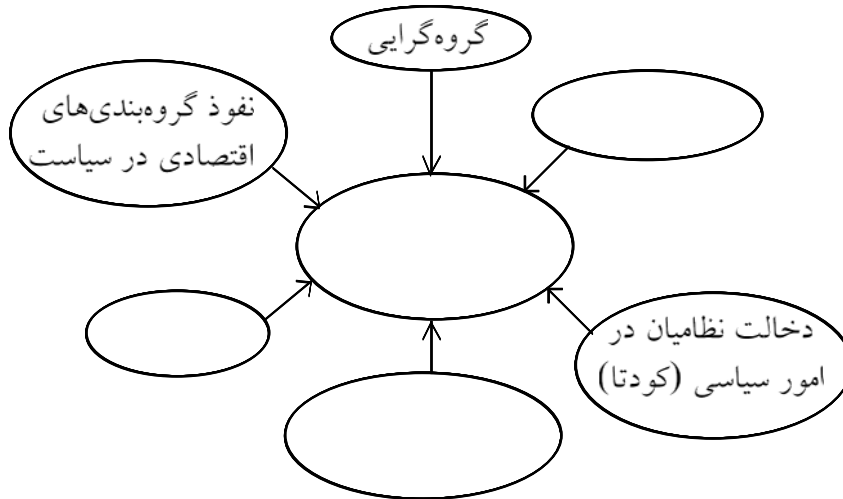 گروه‌گرایی
نفوذ گروه‌بندی‌های
اقتصادی در سیاست
دخالت نظامیان در
امور سیاسی (کودتا)